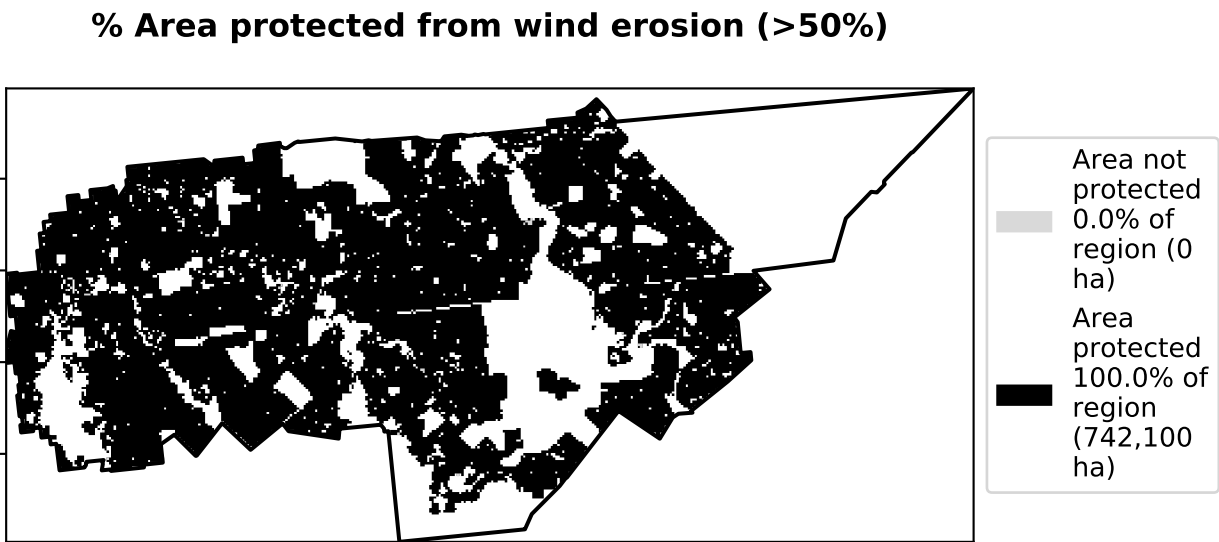 % Area protected from wind erosion (>50%)
Area not
protected
0.0% of
region (0
ha)
Area
protected
100.0% of
region
(742,100
ha)